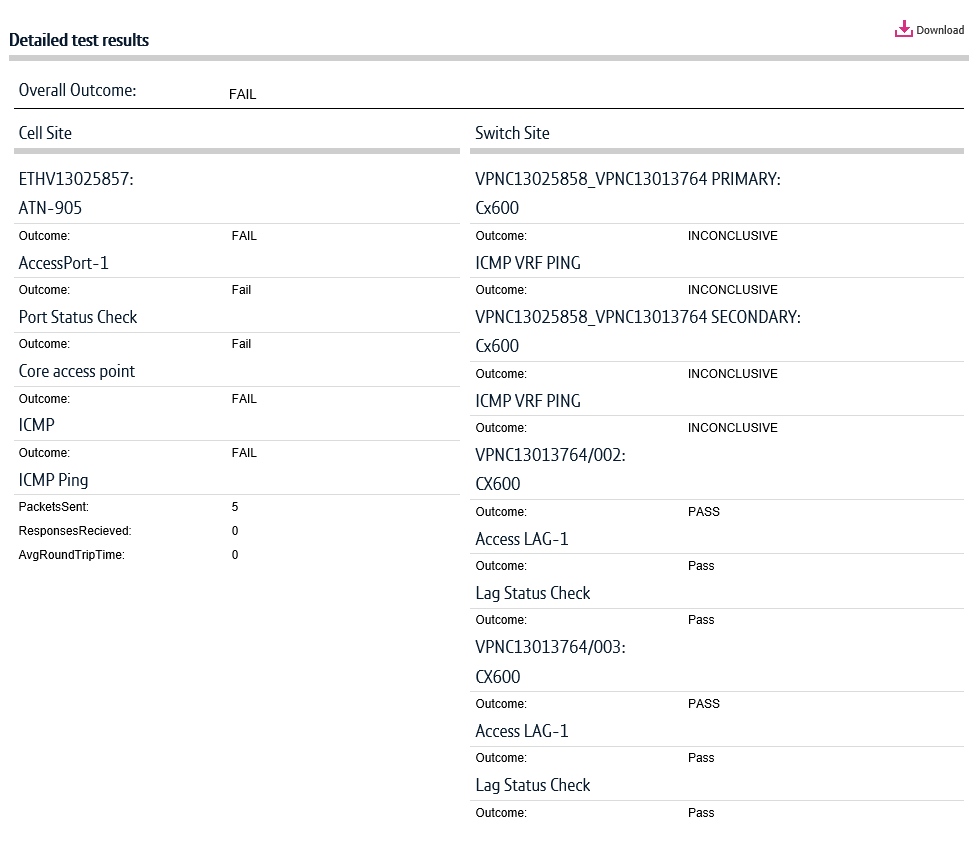 Download
Detailed test results
Overall Outcome: FAIL
Cell Site
ETHV13025857:
ATN-905
Outcome: FAIL
AccessPort-1
Outcome: Fail
Port Status Check
Outcome: Fail
Core access point
Outcome: FAIL
ICMP
Outcome: FAIL
ICMP Ping
PacketsSent: 5
ResponsesRecieved: 0
AvgRoundTripTime: 0
Switch Site
VPNC13025858_VPNC13013764 PRIMARY:
Cx600
Outcome: INCONCLUSIVE
ICMP VRF PING
Outcome: INCONCLUSIVE
VPNC13025858_VPNC13013764 SECONDARY:
Cx600
Outcome: INCONCLUSIVE
ICMP VRF PING
Outcome: INCONCLUSIVE
VPNC13013764/002:
CX600
Outcome: PASS
Access LAG-1
Outcome: Pass
Lag Status Check
Outcome: Pass
VPNC13013764/003:
CX600
Outcome: PASS
Access LAG-1
Outcome: Pass
Lag Status Check
Outcome: Pass